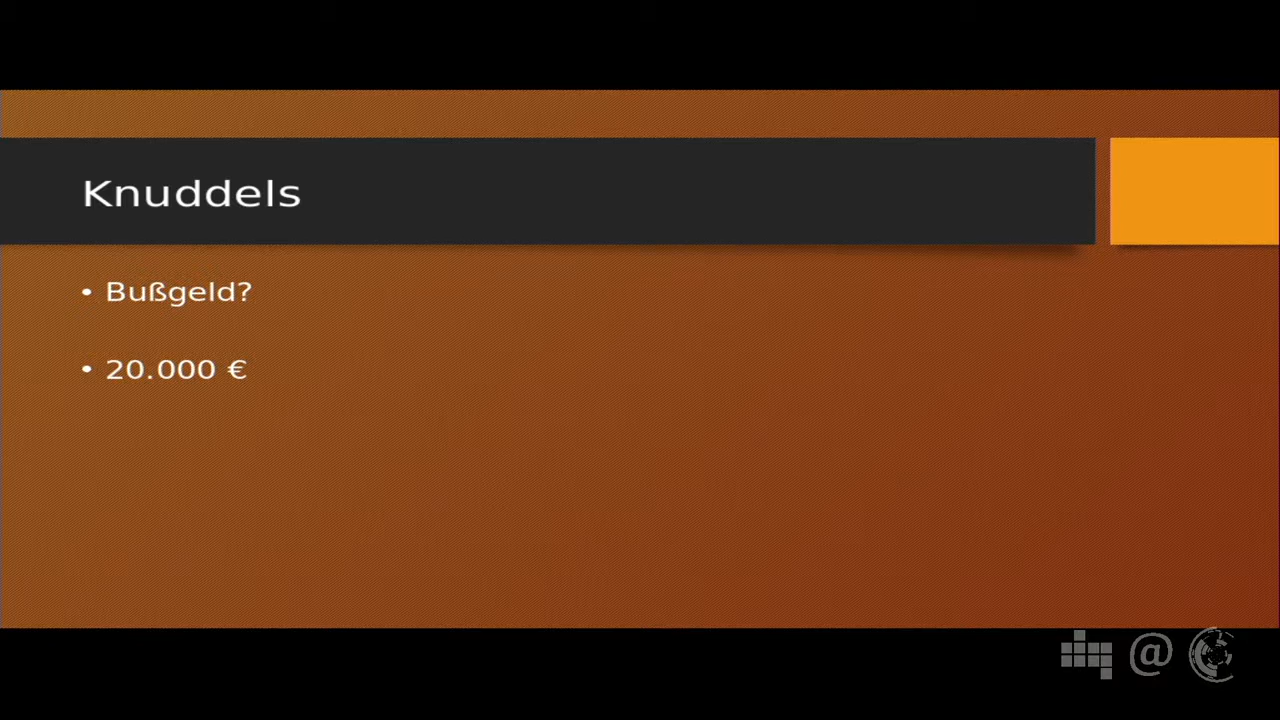 Knuddels
• Bußgeld?
• 20.000 €
@